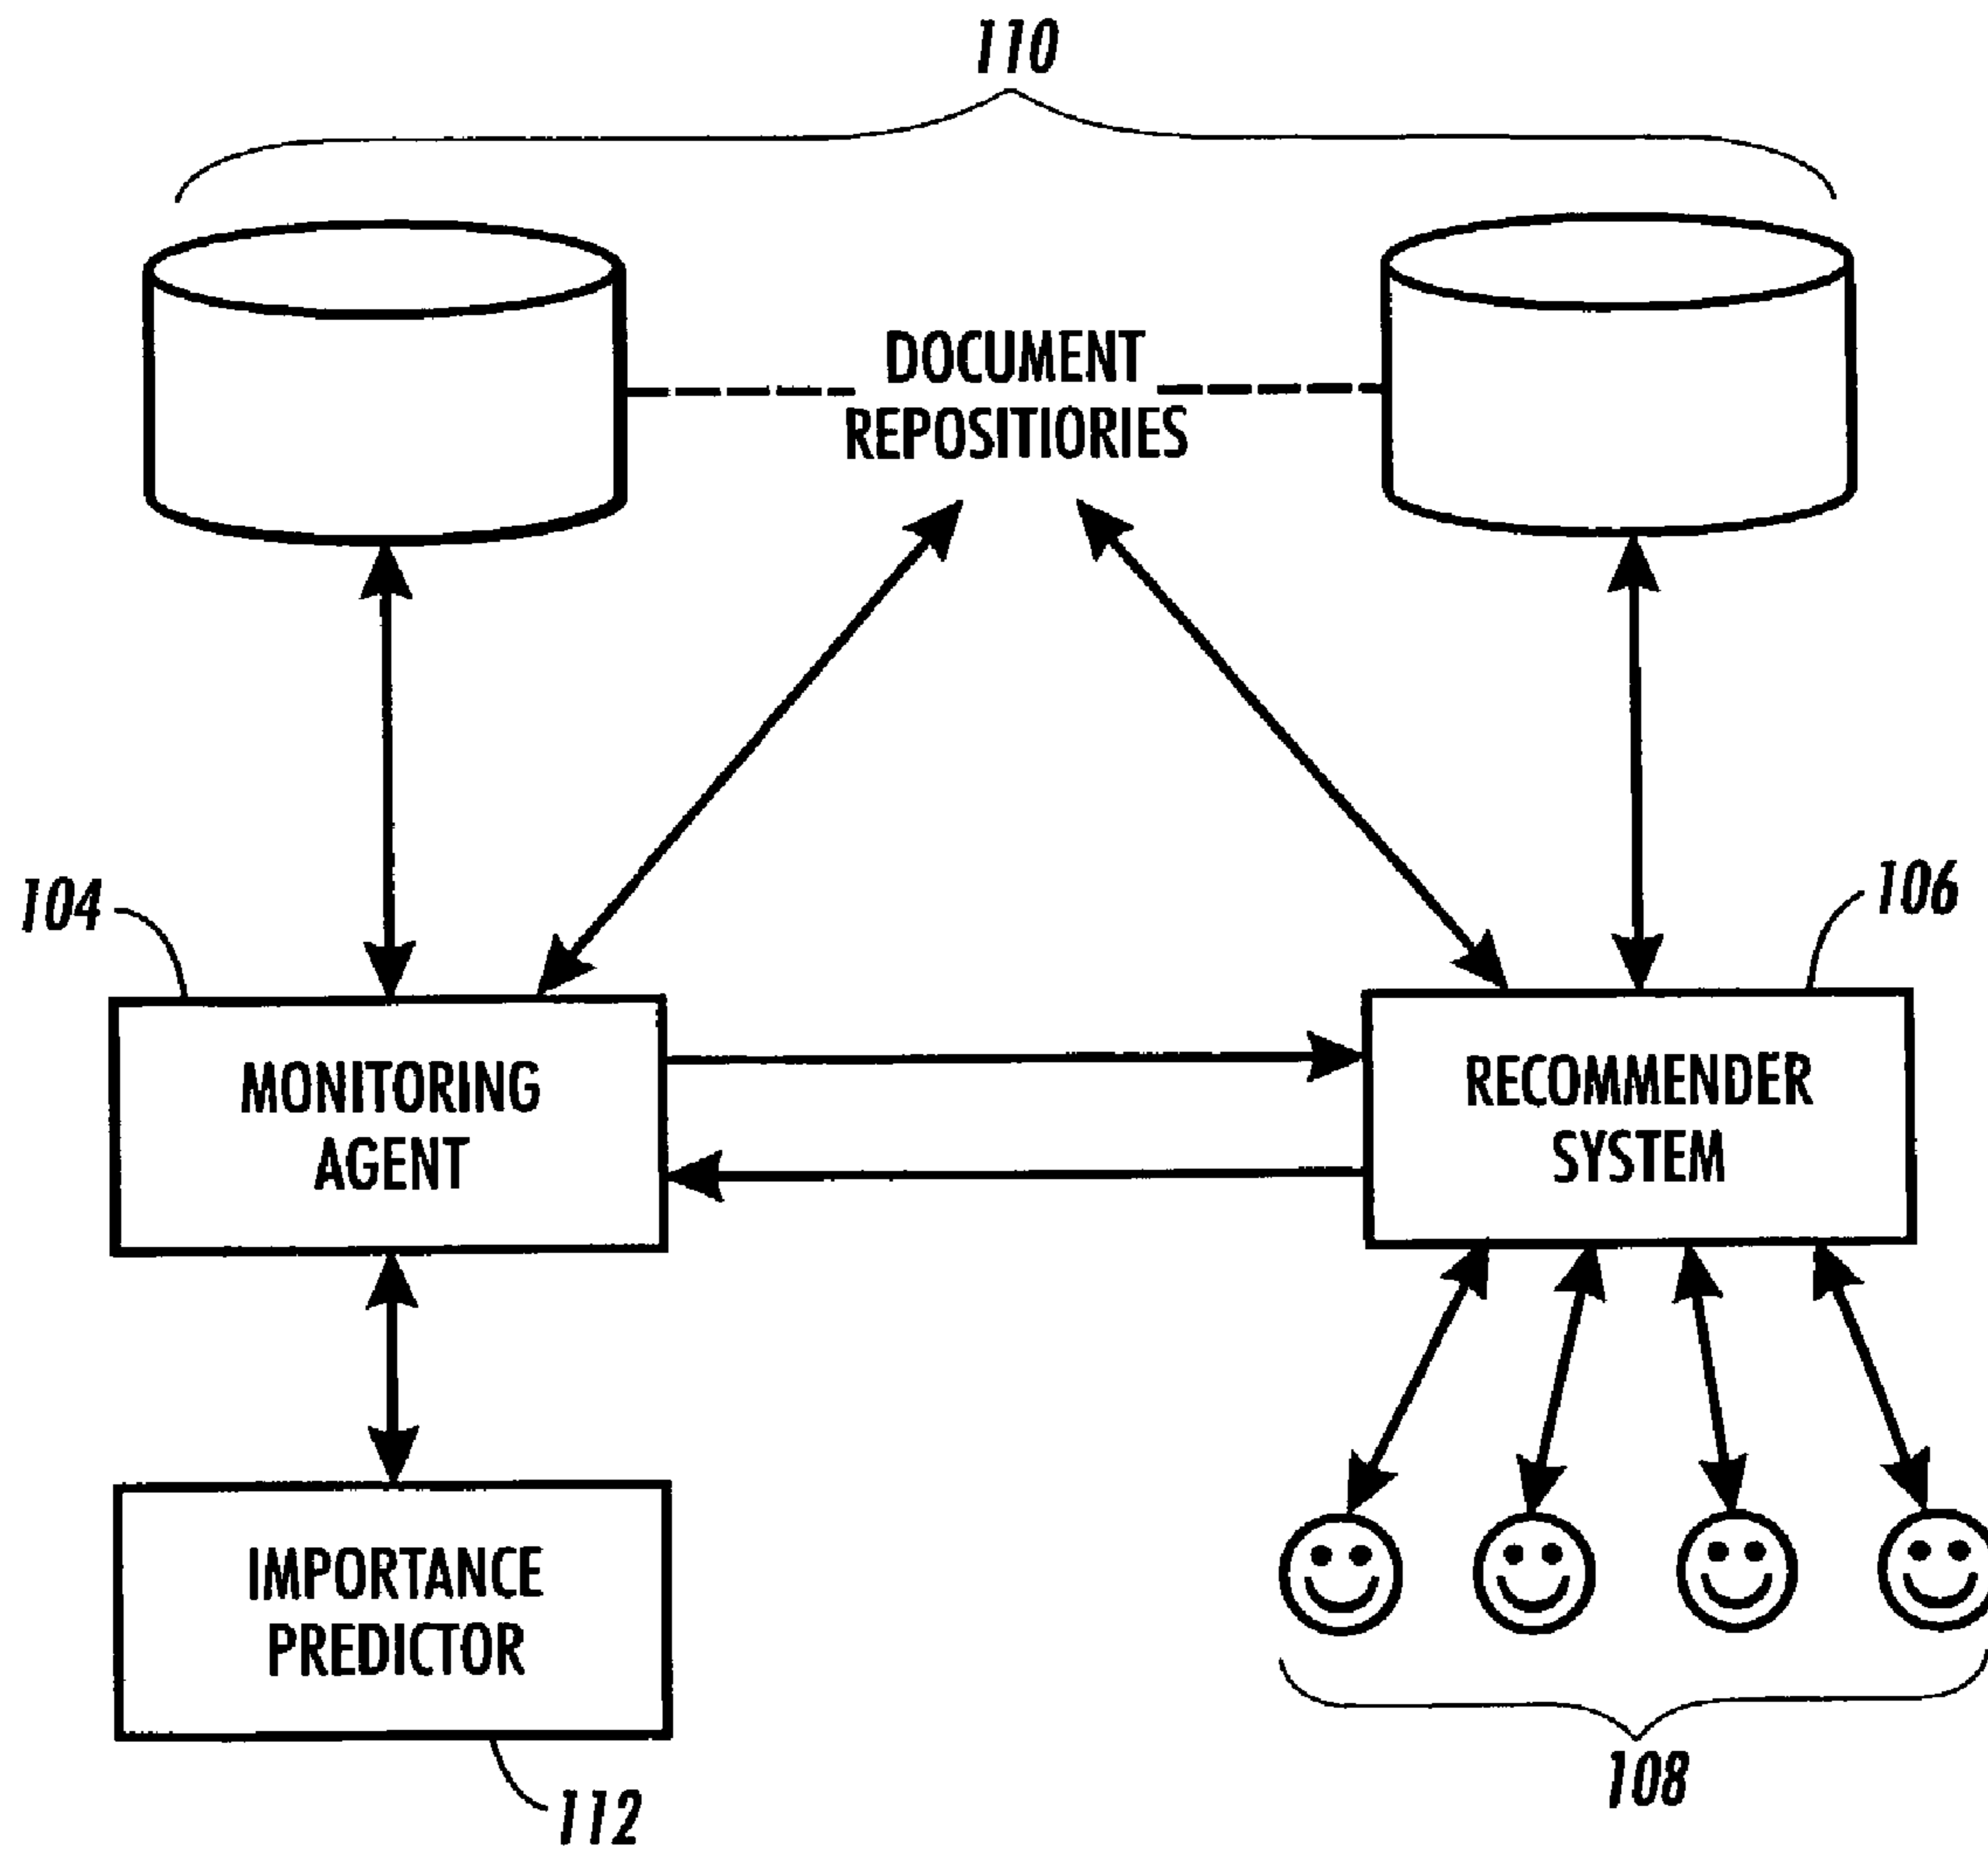 110
DOCUMENT
REPOSITIORIES
104
106
MONITORING
AGENT
RECOMMENDER
SYSTEM
IMPORTANCE
PREDICTOR
108
112